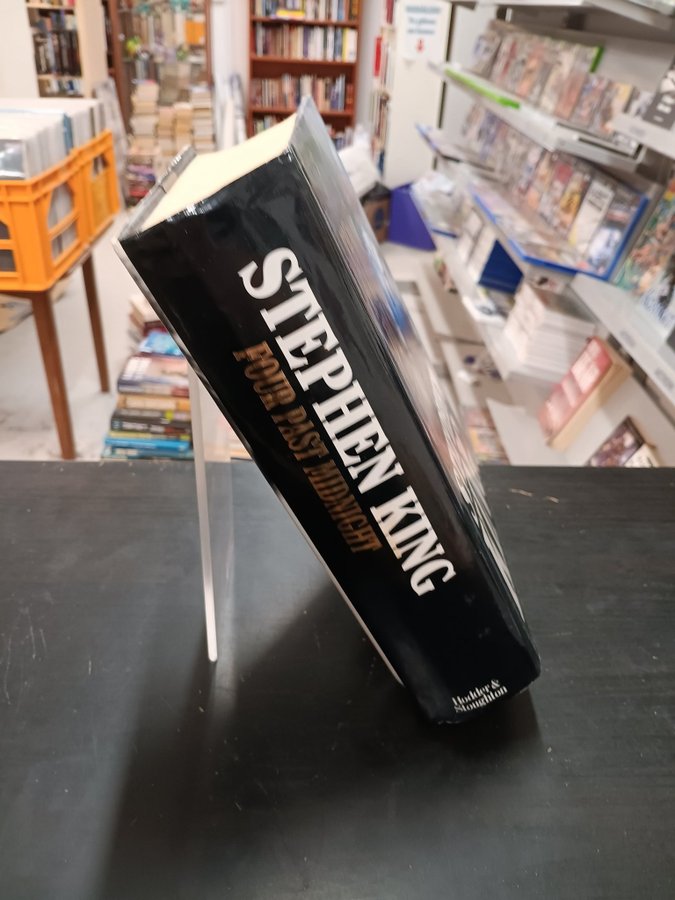 STEPHEN KING
FOUR PAST MIDNIGHT
Hodder &
Stoughton